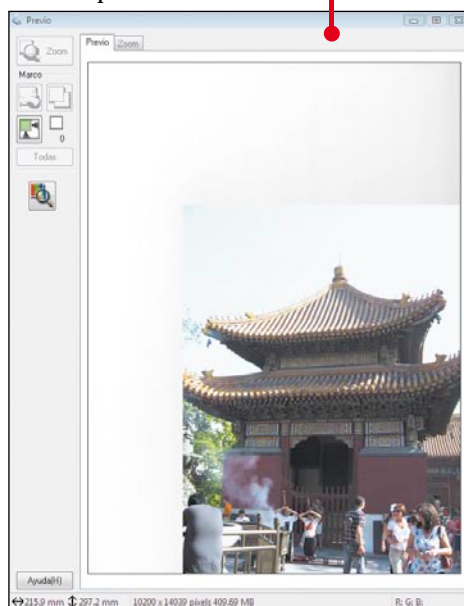 Previo
Zoom
Previo Zoom
Marco
0
Todas
Ayuda(H)
215.9 mm 297.2 mm 10200 x 14039 píxels 409.69 MB R: G: B: